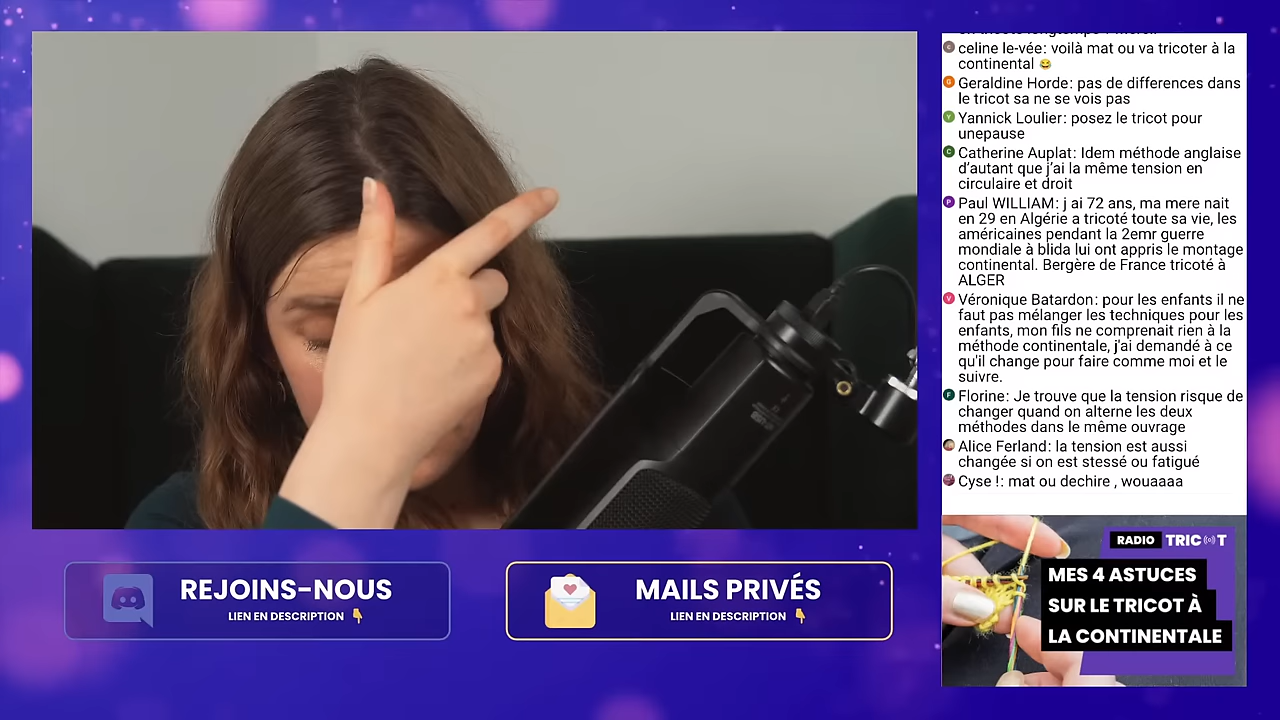 celine le-vée: voilà mat ou va tricoter à la
continental 😂
Geraldine Horde: pas de differences dans
le tricot sa ne se vois pas
Yannick Loulier: posez le tricot pour
unepause
Catherine Auplat: Idem méthode anglaise
d'autant que j'ai la même tension en
circulaire et droit
Paul WILLIAM: j ai 72 ans, ma mere nait
en 29 en Algérie a tricoté toute sa vie, les
américaines pendant la 2emr guerre
mondiale à blida lui ont appris le montage
continental. Bergère de France tricoté à
ALGER
Véronique Batardon: pour les enfants il ne
faut pas mélanger les techniques pour les
enfants, mon fils ne comprenait rien à la
méthode continentale, j'ai demandé à ce
qu'il change pour faire comme moi et le
suivre.
Florine: Je trouve que la tension risque de
changer quand on alterne les deux
méthodes dans le même ouvrage
Alice Ferland: la tension est aussi
changée si on est stessé ou fatigué
Cyse !: mat ou dechire , wouaaaa
RADIO TRICOT
MES 4 ASTUCES
SUR LE TRICOT À
LA CONTINENTALE
REJOINS-NOUS
LIEN EN DESCRIPTION 👇
MAILS PRIVÉS
LIEN EN DESCRIPTION 👇